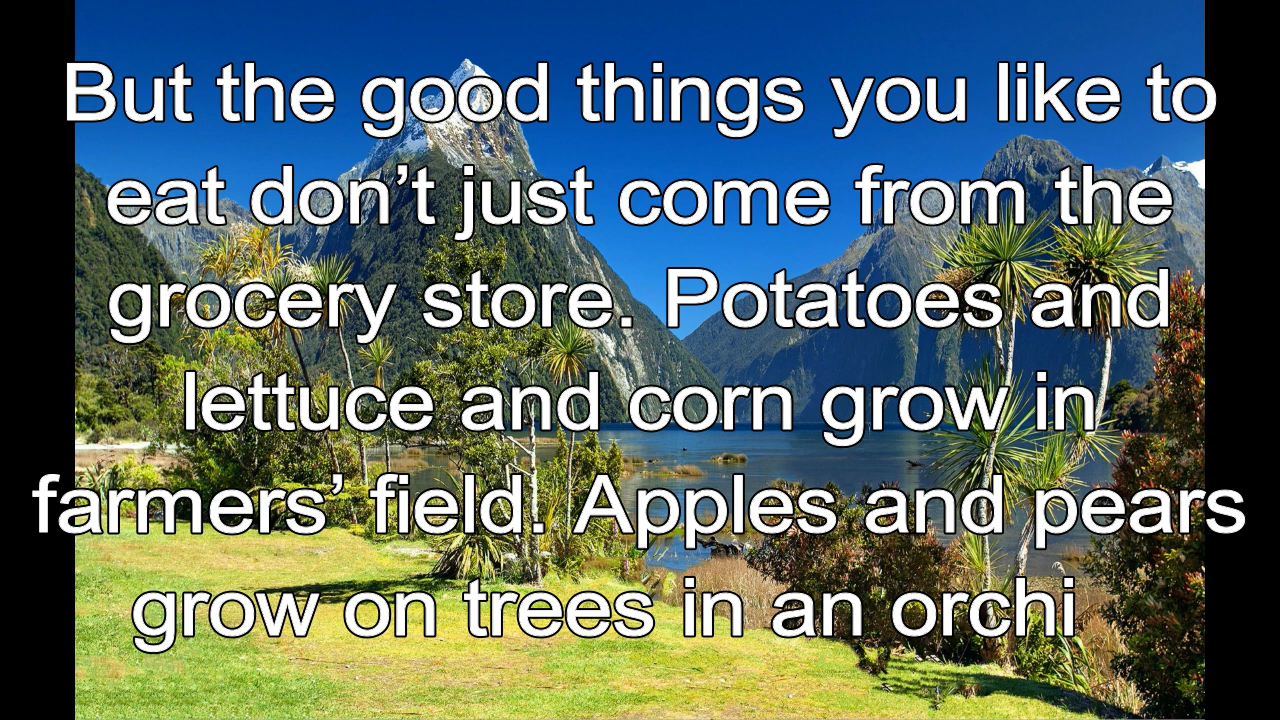 But the good things you like to
eat don’t just come from the
grocery store. Potatoes and
lettuce and corn grow in
farmers’ field. Apples and pears
grow on trees in an orchi